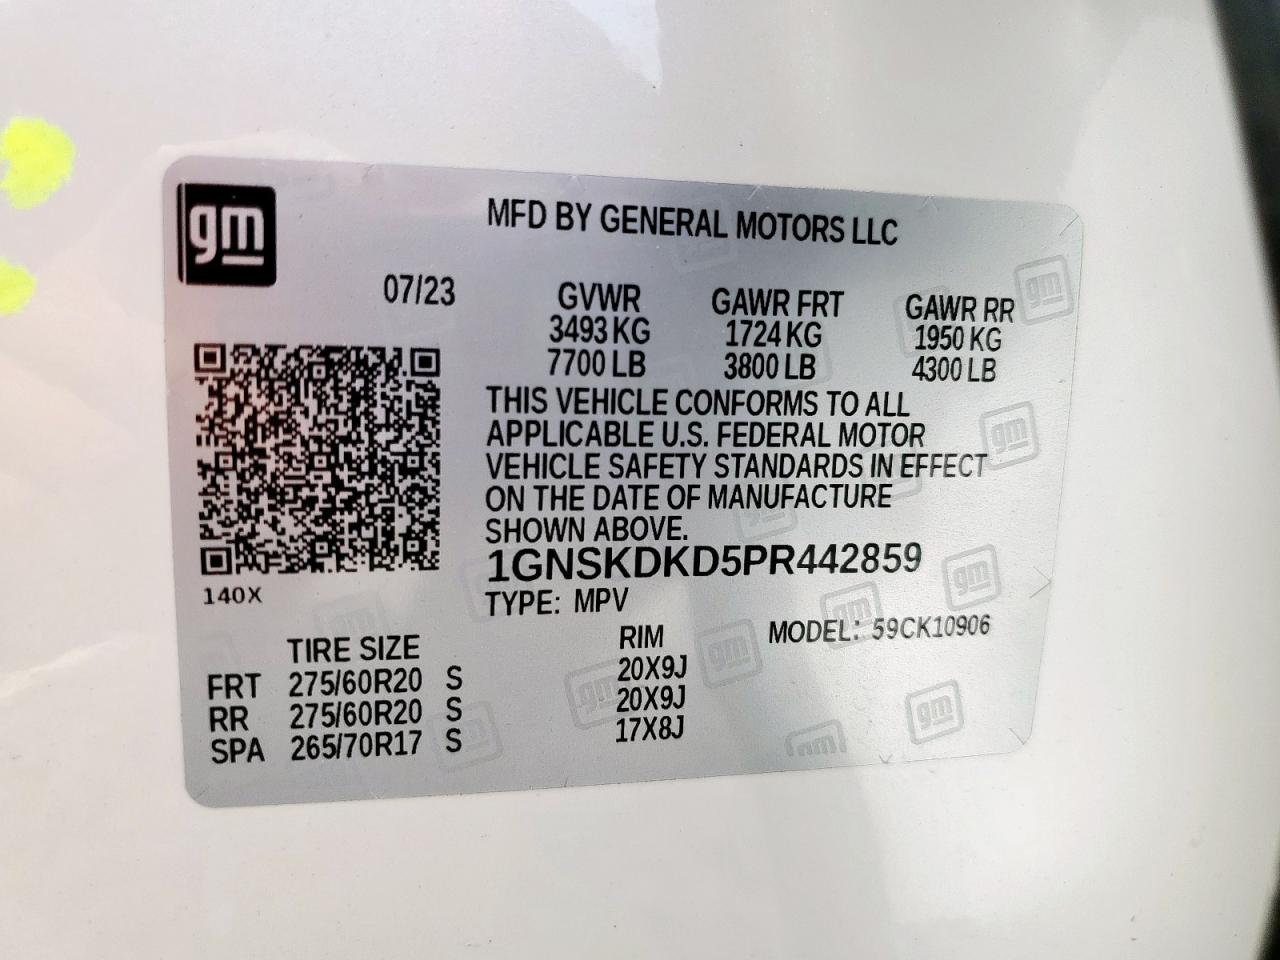 gm
MFD BY GENERAL MOTORS LLC
07/23
GVWR GAWR FRT GAWR RR
3493 KG 1724 KG 1950 KG
7700 LB 3800 LB 4300 LB
THIS VEHICLE CONFORMS TO ALL
APPLICABLE U.S. FEDERAL MOTOR
VEHICLE SAFETY STANDARDS IN EFFECT
ON THE DATE OF MANUFACTURE
SHOWN ABOVE.
1GNSKDKD5PR442859
140X
TYPE: MPV
MODEL: 59CK10906
TIRE SIZE RIM
FRT 275/60R20 S 20X9J
RR 275/60R20 S 20X9J
SPA 265/70R17 S 17X8J